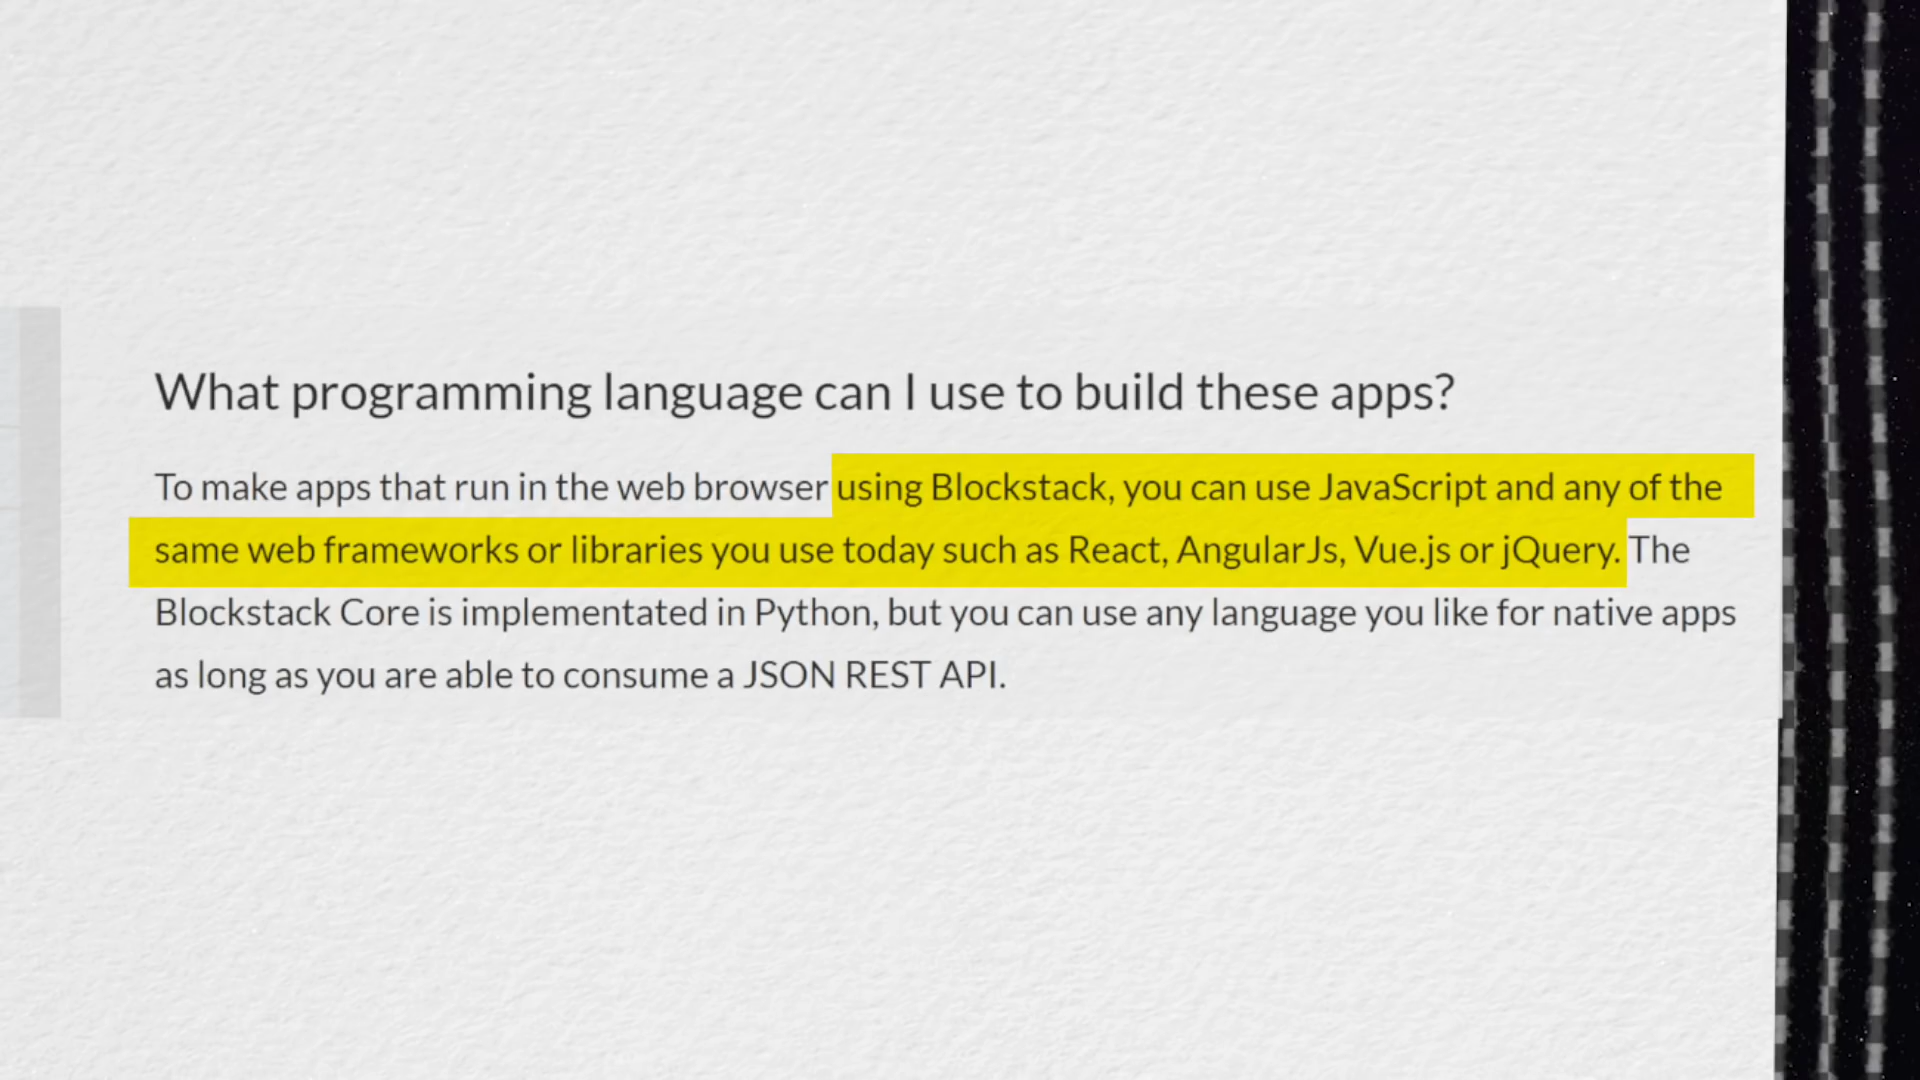 What programming language can I use to build these apps?
To make apps that run in the web browser using Blockstack, you can use JavaScript and any of the
same web frameworks or libraries you use today such as React, AngularJs, Vue.js or jQuery. The
Blockstack Core is implementated in Python, but you can use any language you like for native apps
as long as you are able to consume a JSON REST API.